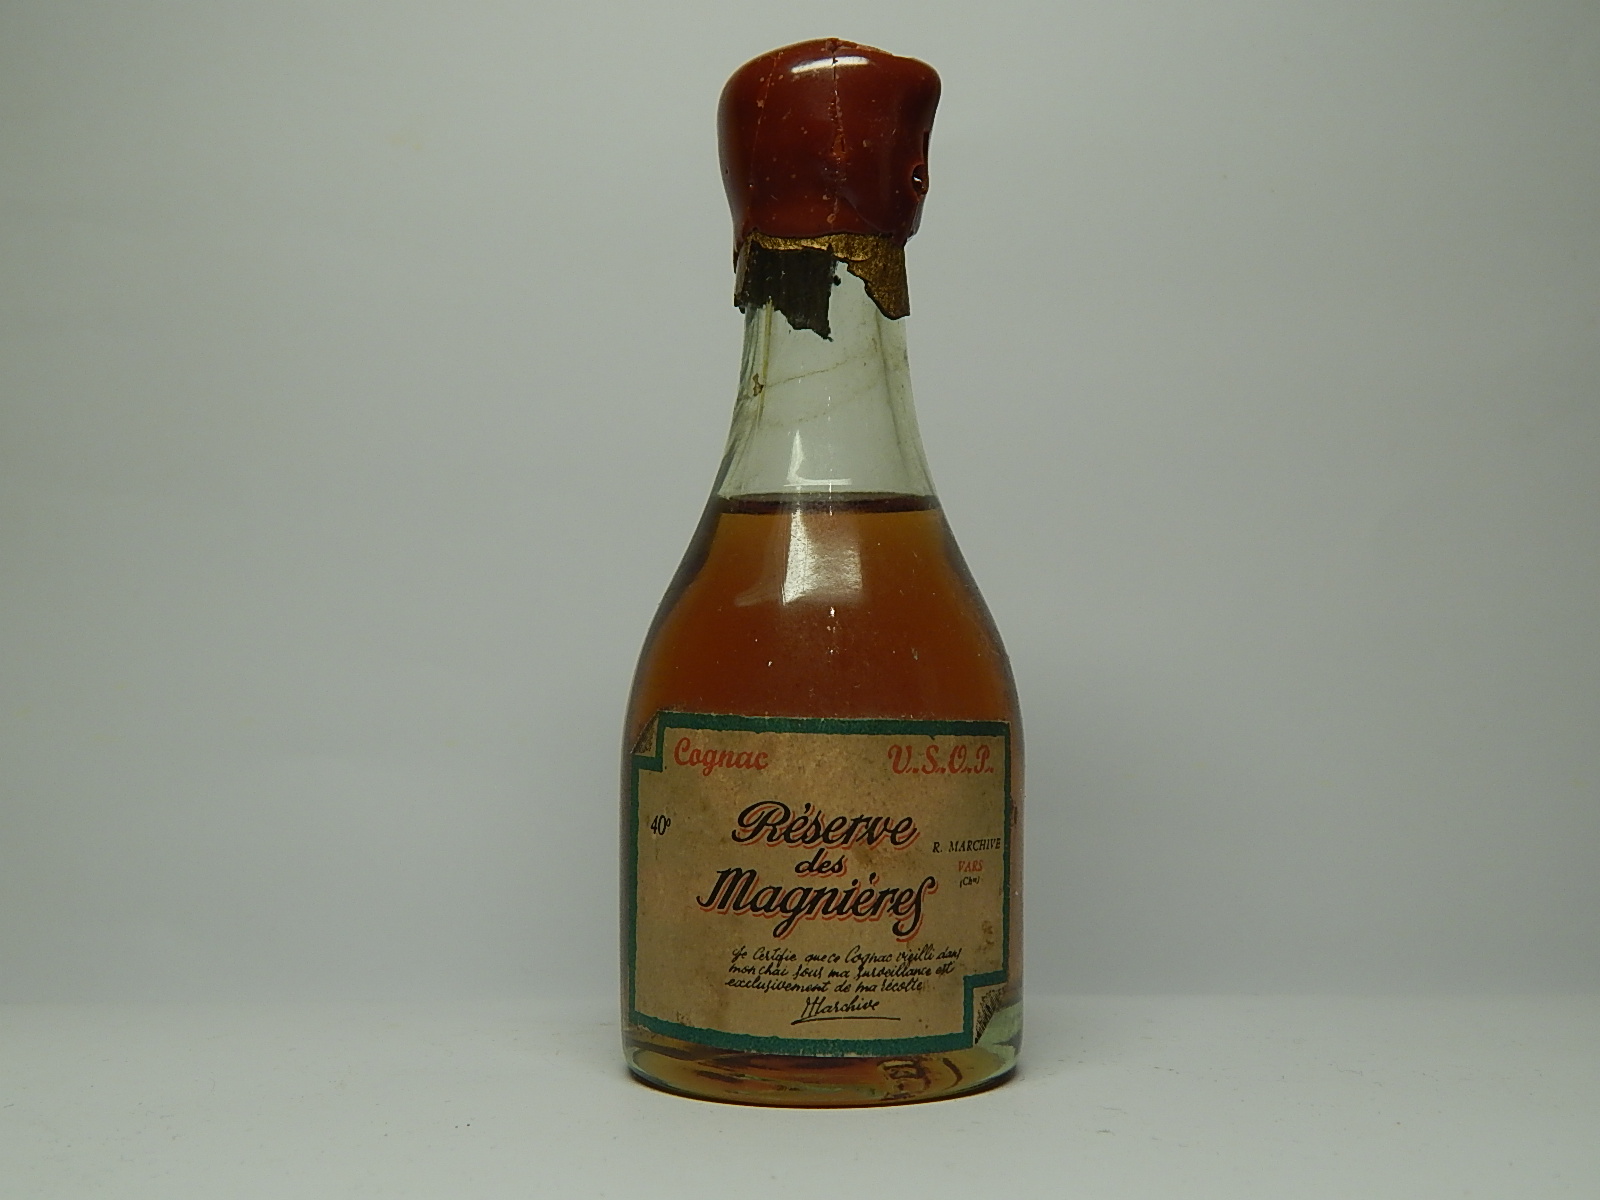 Cognac V.S.O.P.
40°
Réserve
des
Magnières
R. MARCHIVE
VARS
(Chte)
Je Certifie que ce Cognac vieilli dans
mon chai sous ma surveillance est
exclusivement de ma récolte
Marchive